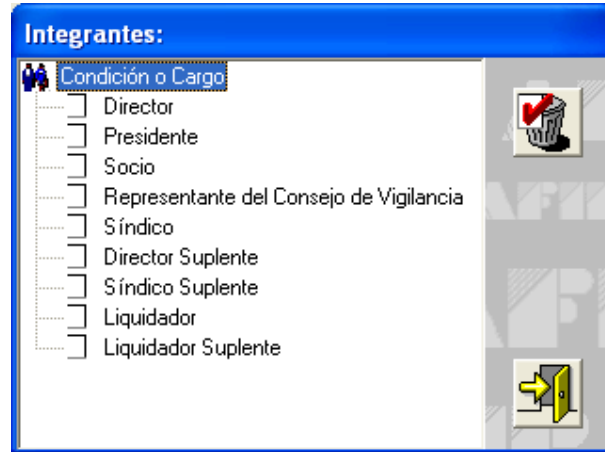 Integrantes:
Condición o Cargo
Director
Presidente
Socio
Representante del Consejo de Vigilancia
Síndico
Director Suplente
Síndico Suplente
Liquidador
Liquidador Suplente